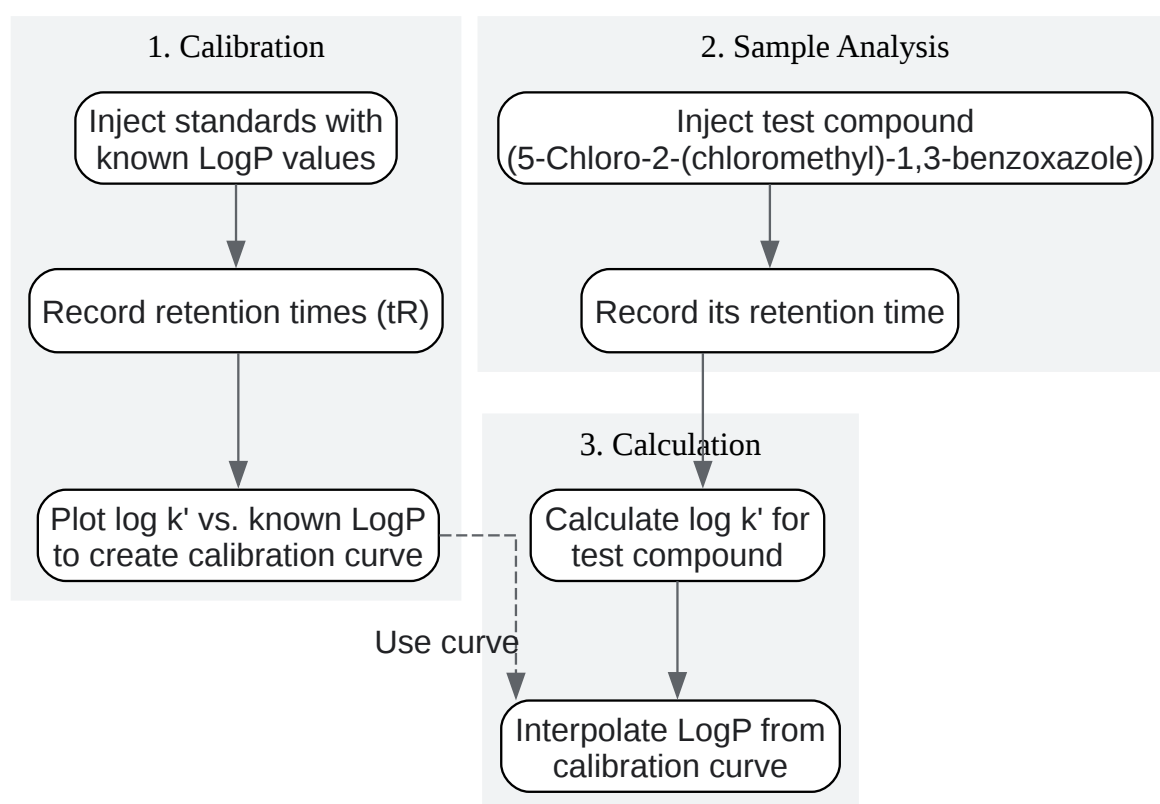 1. Calibration
Inject standards with
known LogP values
Record retention times (tR)
Plot log k' vs. known LogP
to create calibration curve
Use curve
2. Sample Analysis
Inject test compound
(5-Chloro-2-(chloromethyl)-1,3-benzoxazole)
Record its retention time
3. Calculation
Calculate log k' for
test compound
Interpolate LogP from
calibration curve